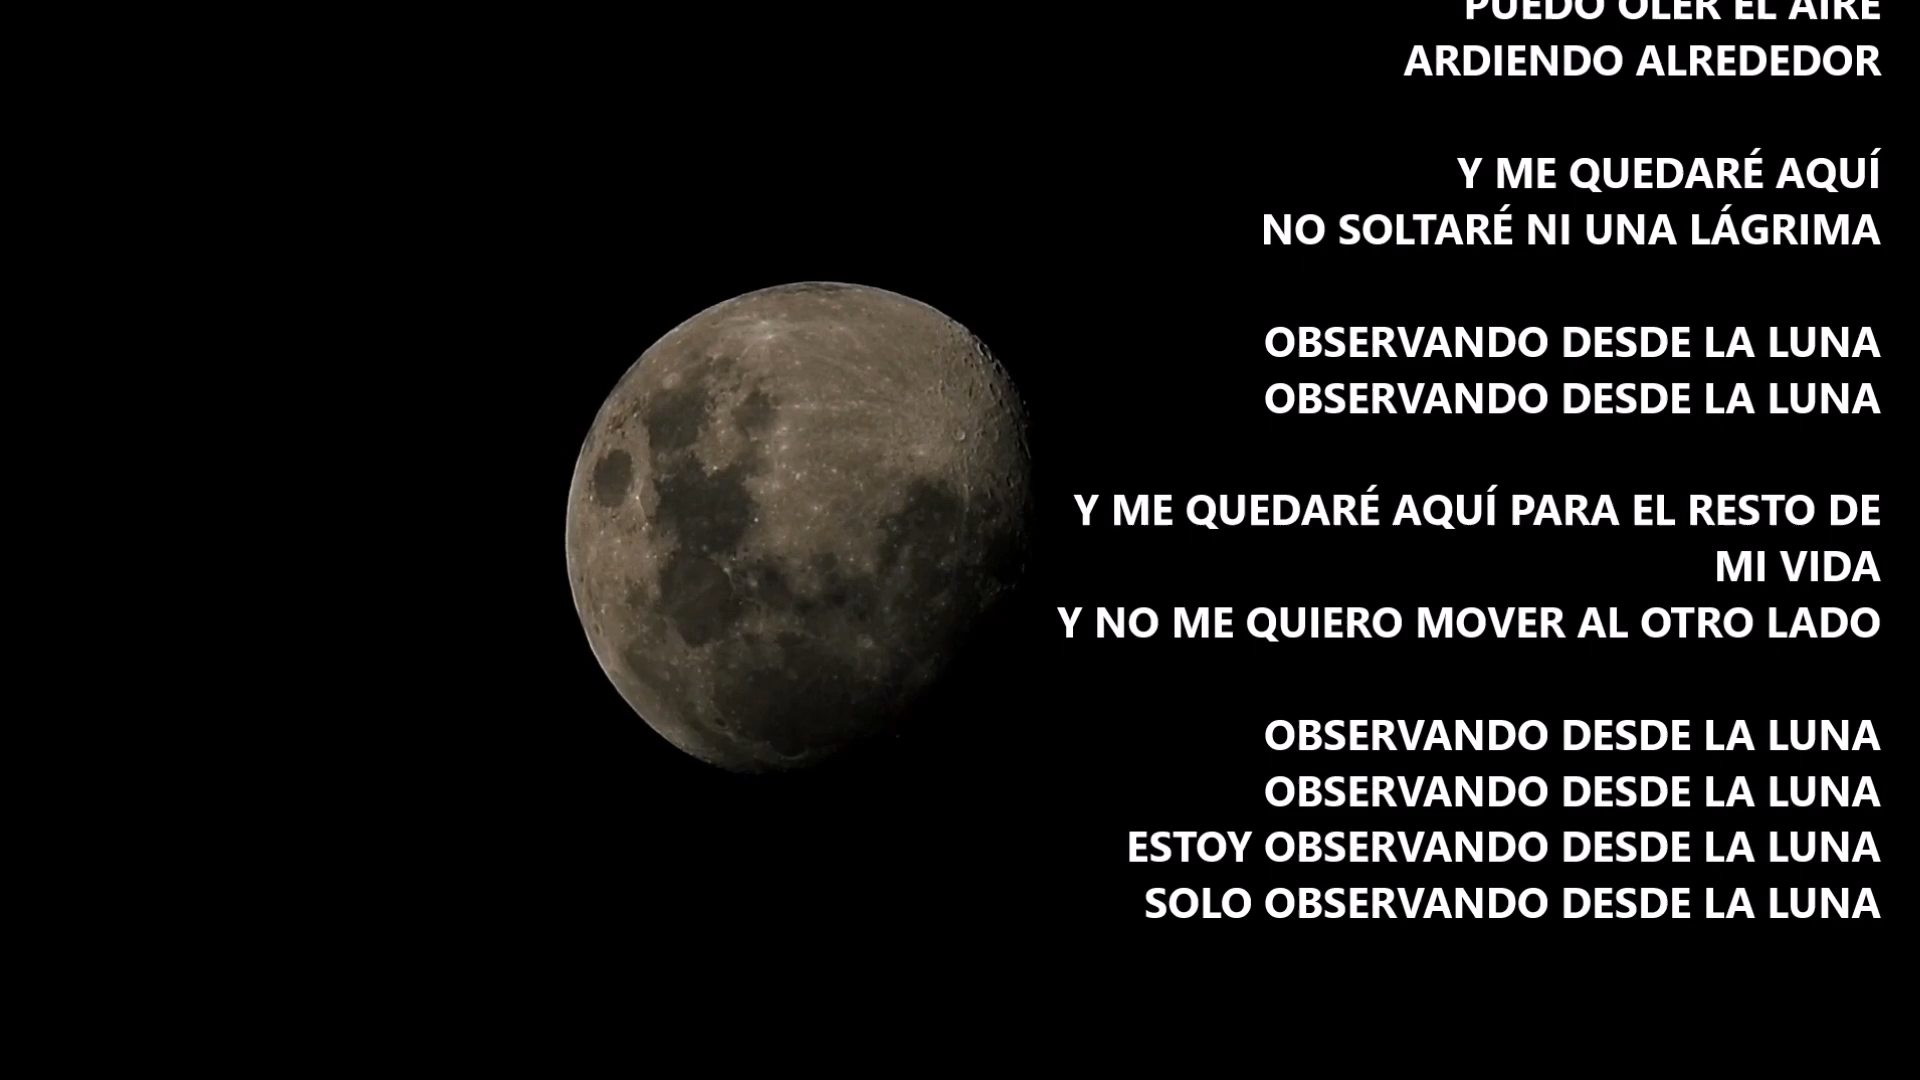 PUEDO OLER EL AIRE
ARDIENDO ALREDEDOR
Y ME QUEDARÉ AQUÍ
NO SOLTARÉ NI UNA LÁGRIMA
OBSERVANDO DESDE LA LUNA
OBSERVANDO DESDE LA LUNA
Y ME QUEDARÉ AQUÍ PARA EL RESTO DE
MI VIDA
Y NO ME QUIERO MOVER AL OTRO LADO
OBSERVANDO DESDE LA LUNA
OBSERVANDO DESDE LA LUNA
ESTOY OBSERVANDO DESDE LA LUNA
SOLO OBSERVANDO DESDE LA LUNA